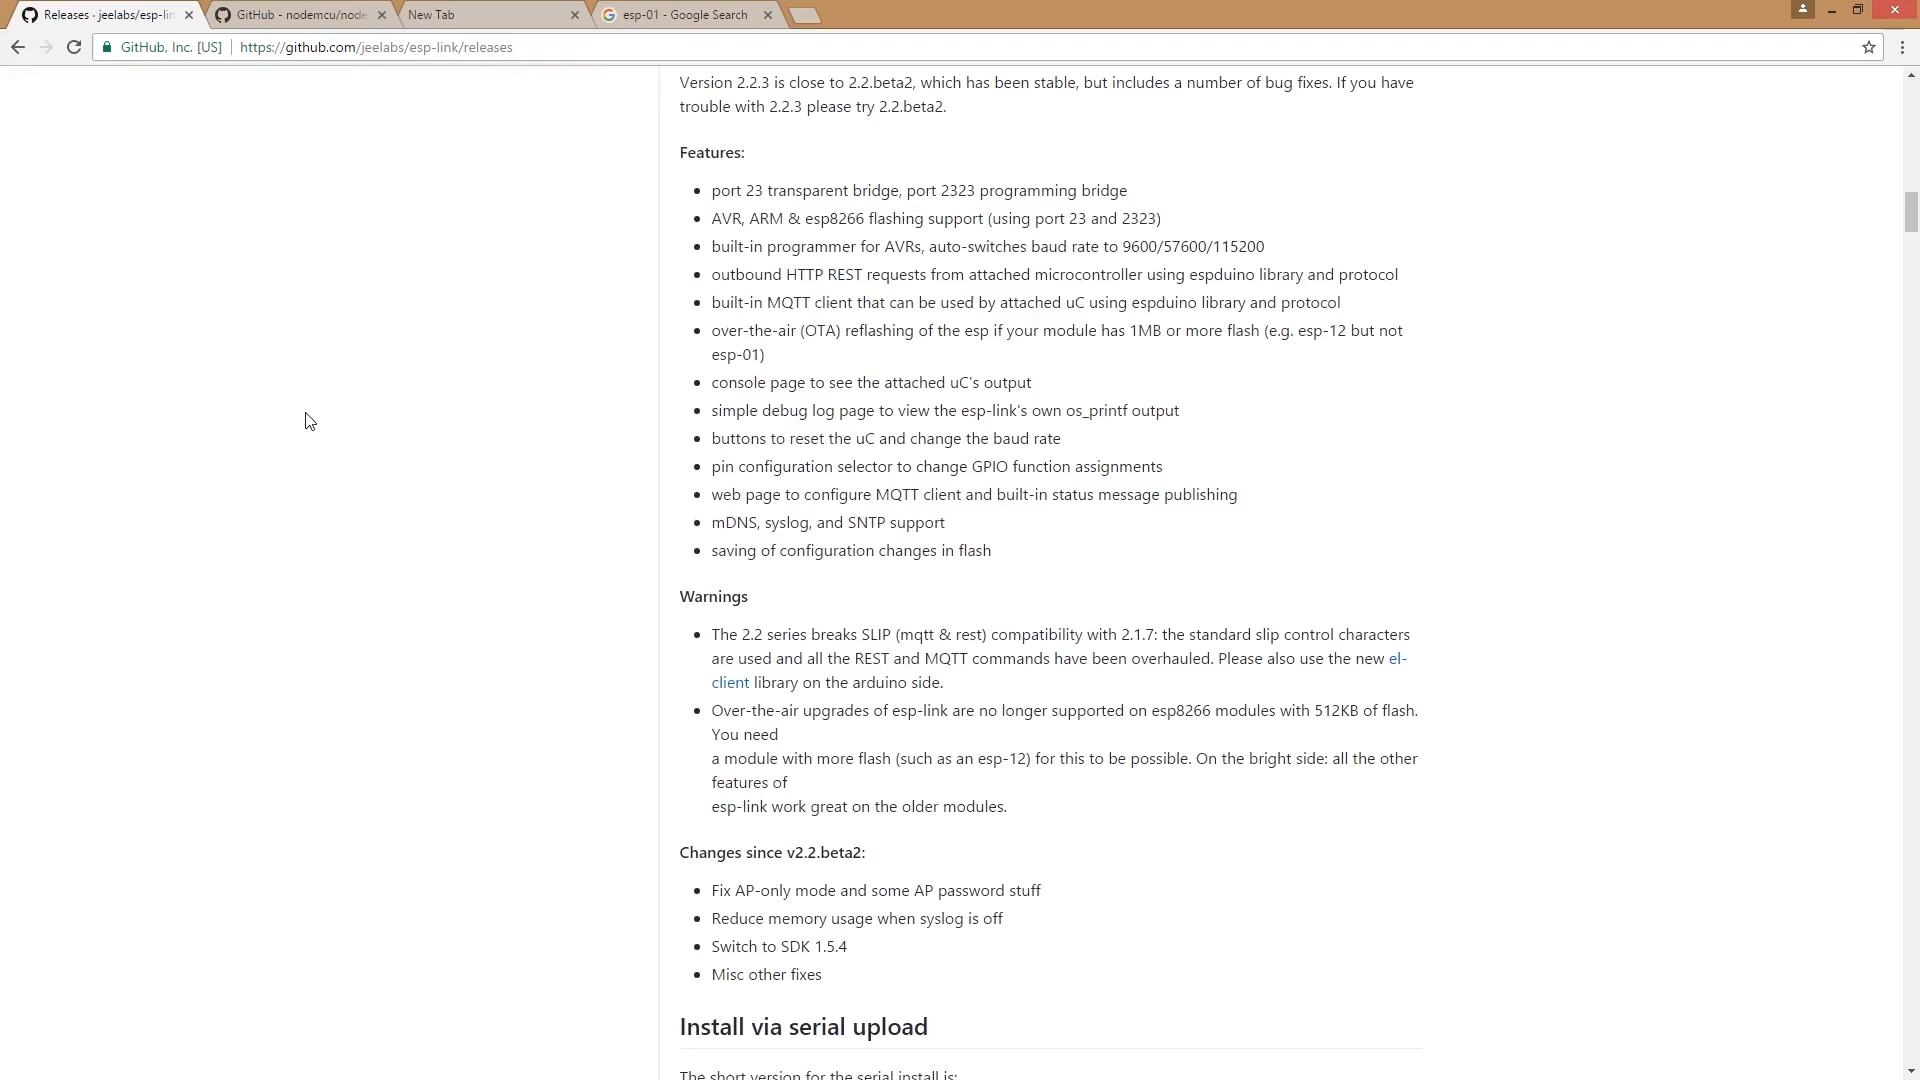 Releases · jeelabs/esp-lin
GitHub - nodemcu/node
New Tab
esp-01 - Google Search
GitHub, Inc. [US]
https://github.com/jeelabs/esp-link/releases
Version 2.2.3 is close to 2.2.beta2, which has been stable, but includes a number of bug fixes. If you have
trouble with 2.2.3 please try 2.2.beta2.
Features:
port 23 transparent bridge, port 2323 programming bridge
AVR, ARM & esp8266 flashing support (using port 23 and 2323)
built-in programmer for AVRs, auto-switches baud rate to 9600/57600/115200
outbound HTTP REST requests from attached microcontroller using espduino library and protocol
built-in MQTT client that can be used by attached uC using espduino library and protocol
over-the-air (OTA) reflashing of the esp if your module has 1MB or more flash (e.g. esp-12 but not
esp-01)
console page to see the attached uC's output
simple debug log page to view the esp-link's own os_printf output
buttons to reset the uC and change the baud rate
pin configuration selector to change GPIO function assignments
web page to configure MQTT client and built-in status message publishing
mDNS, syslog, and SNTP support
saving of configuration changes in flash
Warnings
The 2.2 series breaks SLIP (mqtt & rest) compatibility with 2.1.7: the standard slip control characters
are used and all the REST and MQTT commands have been overhauled. Please also use the new el-
client library on the arduino side.
Over-the-air upgrades of esp-link are no longer supported on esp8266 modules with 512KB of flash.
You need
a module with more flash (such as an esp-12) for this to be possible. On the bright side: all the other
features of
esp-link work great on the older modules.
Changes since v2.2.beta2:
Fix AP-only mode and some AP password stuff
Reduce memory usage when syslog is off
Switch to SDK 1.5.4
Misc other fixes
Install via serial upload
The short version for the serial install is: